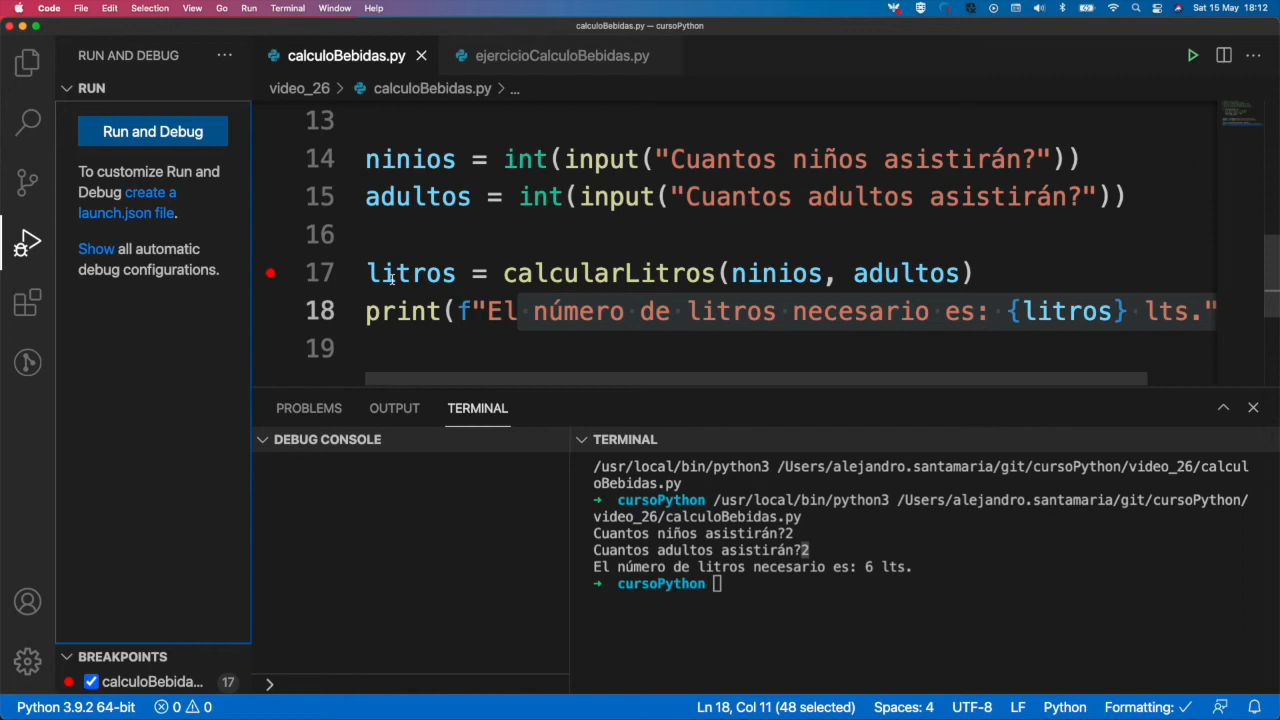 Code File Edit Selection View Go Run Terminal Window Help Sat 15 May 18:12
calculoBebidas.py — cursoPython
RUN AND DEBUG ··· calculoBebidas.py ejercicioCalculoBebidas.py ···
RUN
video_26 > calculoBebidas.py > ...
Run and Debug
To customize Run and
Debug create a
launch.json file.
Show all automatic
debug configurations.
13
14 ninios = int(input("Cuantos niños asistirán?"))
15 adultos = int(input("Cuantos adultos asistirán?"))
16
17 litros = calcularLitros(ninios, adultos)
18 print(f"El número de litros necesario es: {litros} lts."
19
PROBLEMS OUTPUT TERMINAL
DEBUG CONSOLE
TERMINAL
/usr/local/bin/python3 /Users/alejandro.santamaria/git/cursoPython/video_26/calcul
oBebidas.py
→ cursoPython /usr/local/bin/python3 /Users/alejandro.santamaria/git/cursoPython/
video_26/calculoBebidas.py
Cuantos niños asistirán?2
Cuantos adultos asistirán?2
El número de litros necesario es: 6 lts.
→ cursoPython
BREAKPOINTS
calculoBebida... 17
>
Python 3.9.2 64-bit 0 0 Ln 18, Col 11 (48 selected) Spaces: 4 UTF-8 LF Python Formatting: ✓